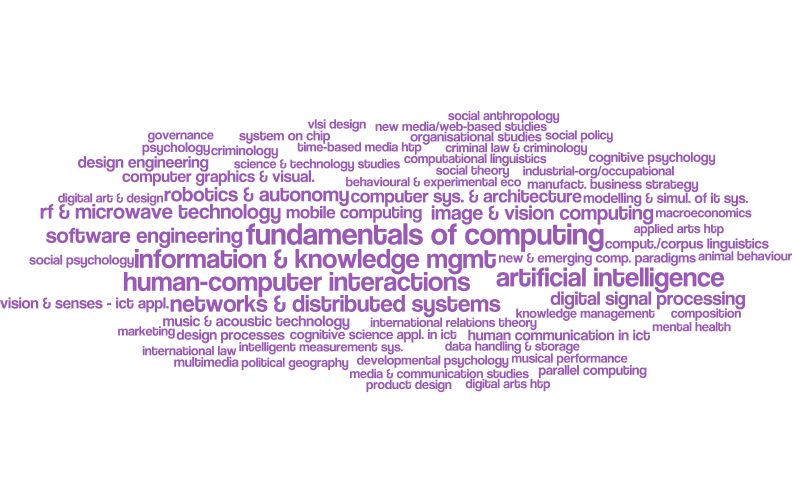 social anthropology
vlsi design
new media/web-based studies
governance
system on chip
organisational studies
social policy
psychology
criminology
time-based media htp
criminal law & criminology
design engineering
science & technology studies
computational linguistics
cognitive psychology
computer graphics & visual.
social theory
industrial-org/occupational
behavioural & experimental eco
manufact. business strategy
digital art & design
robotics & autonomy
computer sys. & architecture
modelling & simul. of it sys.
rf & microwave technology
mobile computing
image & vision computing
macroeconomics
software engineering
fundamentals of computing
applied arts htp
comput./corpus linguistics
social psychology
information & knowledge mgmt
new & emerging comp. paradigms
animal behaviour
human-computer interactions
artificial intelligence
vision & senses - ict appl.
networks & distributed systems
digital signal processing
knowledge management
composition
music & acoustic technology
international relations theory
mental health
marketing
design processes
cognitive science appl. in ict
human communication in ict
international law
intelligent measurement sys.
data handling & storage
multimedia
political geography
developmental psychology
musical performance
media & communication studies
parallel computing
product design
digital arts htp